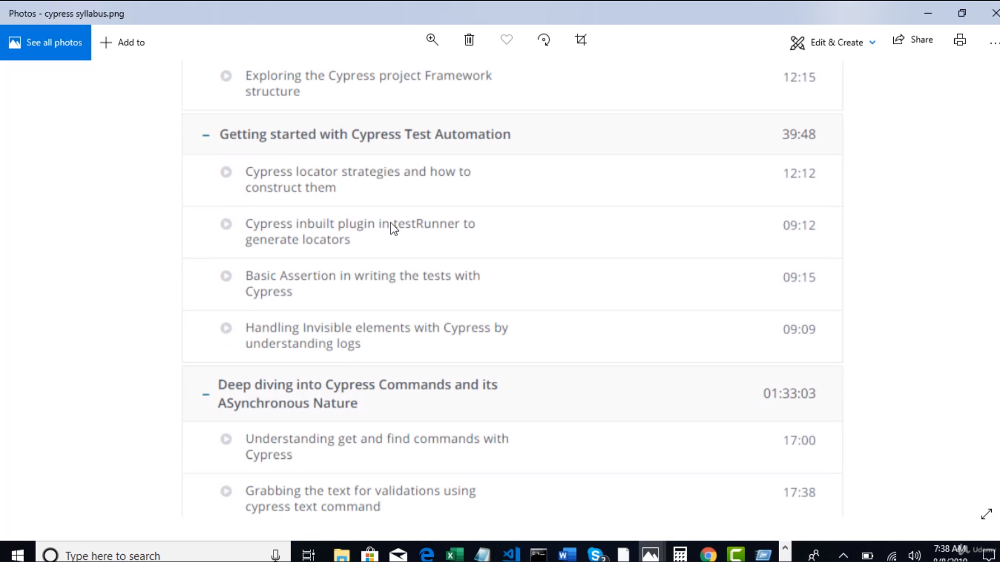 Photos - cypress syllabus.png
See all photos
Add to
Edit & Create
Share
Exploring the Cypress project Framework
structure
12:15
Getting started with Cypress Test Automation
39:48
Cypress locator strategies and how to
construct them
12:12
Cypress inbuilt plugin in testRunner to
generate locators
09:12
Basic Assertion in writing the tests with
Cypress
09:15
Handling Invisible elements with Cypress by
understanding logs
09:09
Deep diving into Cypress Commands and its
ASynchronous Nature
01:33:03
Understanding get and find commands with
Cypress
17:00
Grabbing the text for validations using
cypress text command
17:38
Type here to search
7:38 AM
Udemy
8/8/2019